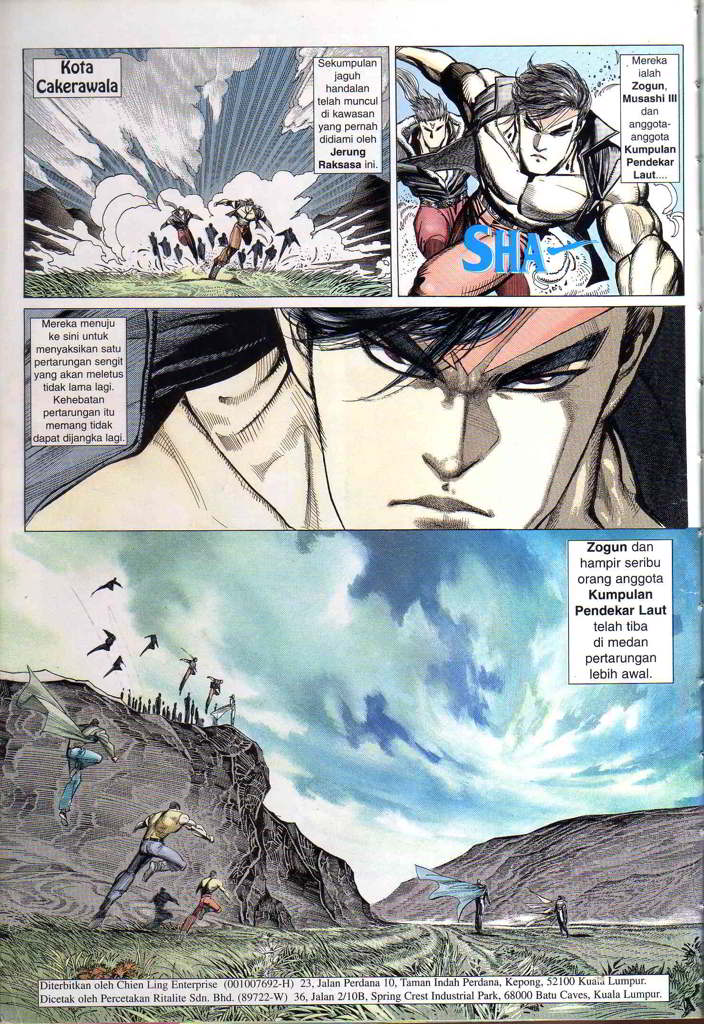 Kota
Cakerawala
Sekumpulan
jaguh
handalan
telah muncul
di kawasan
yang pernah
didiami oleh
Jerung
Raksasa ini.
Mereka
ialah
Zogun,
Musashi III
dan
anggota-
anggota
Kumpulan
Pendekar
Laut....
SHA
Mereka menuju
ke sini untuk
menyaksikan satu
pertarungan sengit
yang akan meletus
tidak lama lagi.
Kehebatan
pertarungan itu
memang tidak
dapat dijangka lagi.
Zogun dan
hampir seribu
orang anggota
Kumpulan
Pendekar Laut
telah tiba
di medan
pertarungan
lebih awal.
Diterbitkan oleh Chien Ling Enterprise (001007692-H) 23, Jalan Perdana 10, Taman Indah Perdana, Kepong, 52100 Kuala Lumpur.
Dicetak oleh Percetakan Ritalite Sdn. Bhd. (89722-W) 36, Jalan 2/10B, Spring Crest Industrial Park, 68000 Batu Caves, Kuala Lumpur.